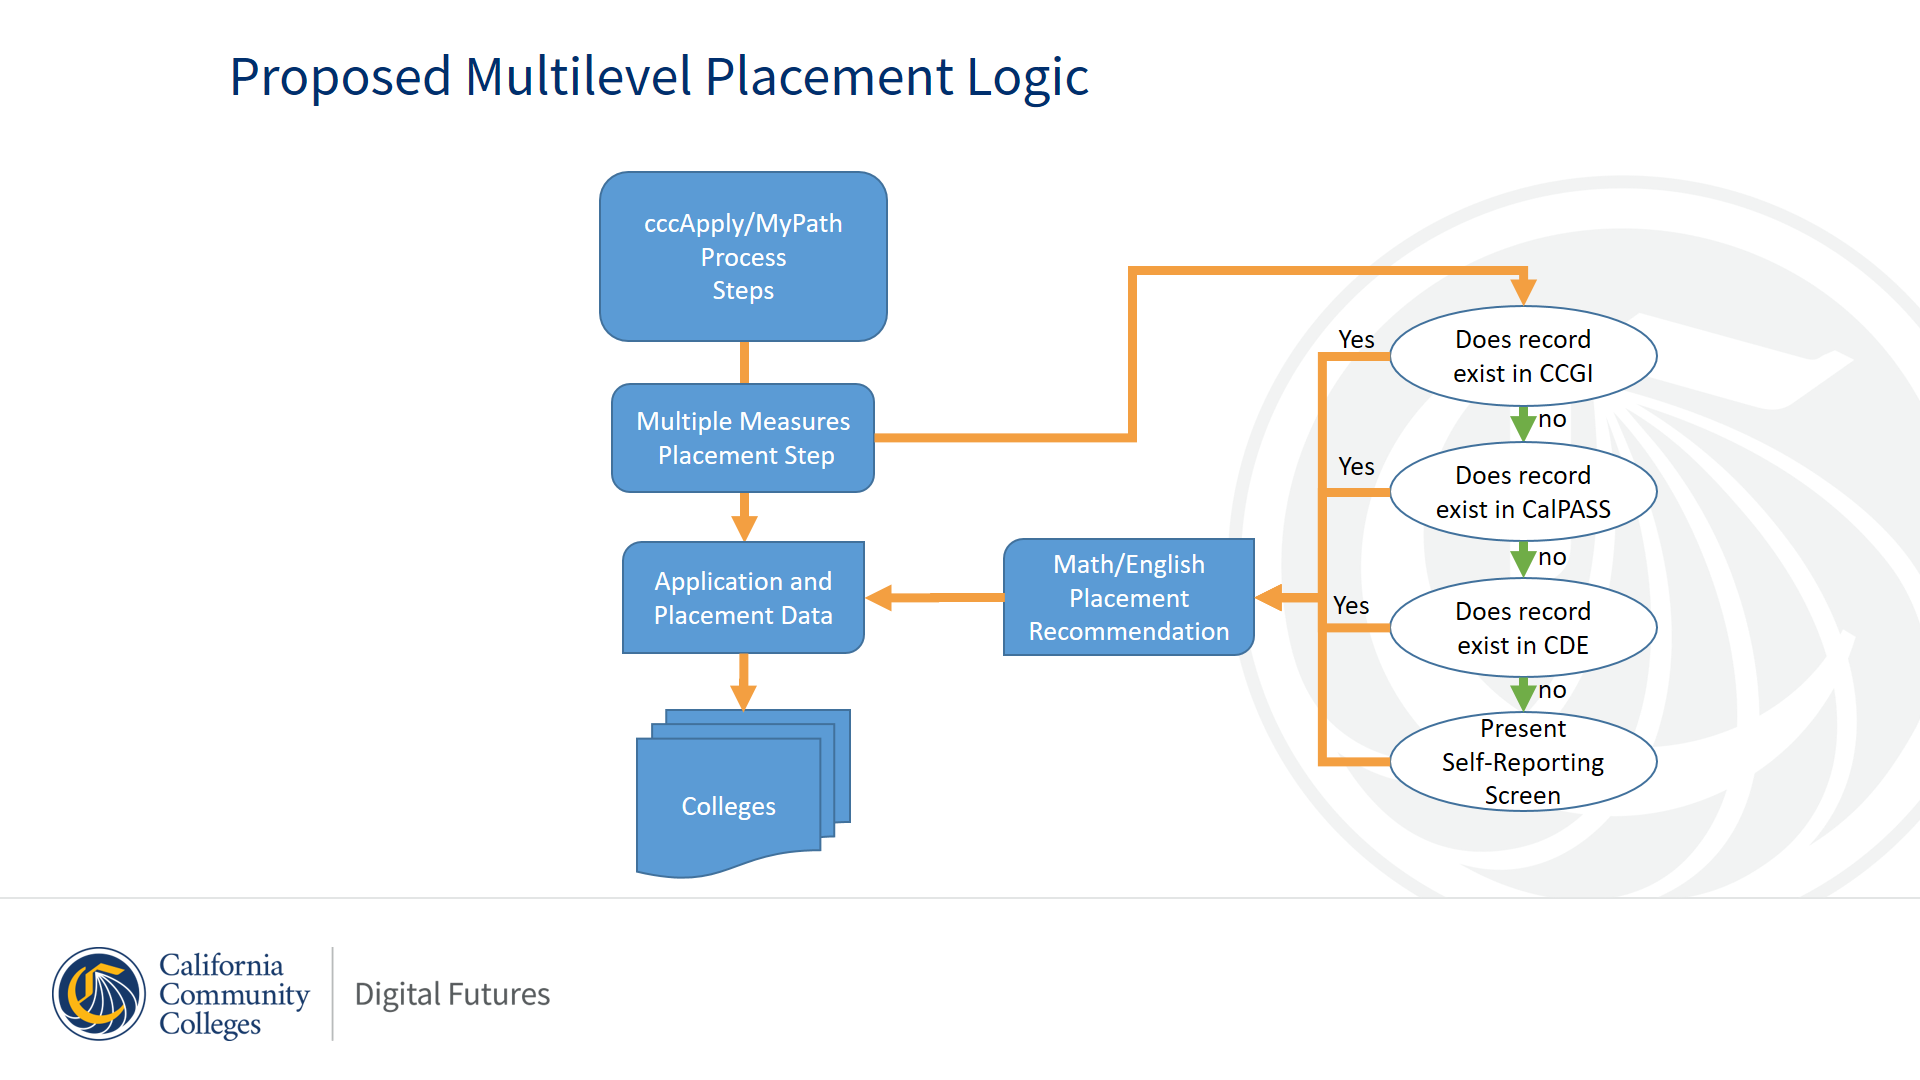 Proposed Multilevel Placement Logic
cccApply/MyPath
Process
Steps
Multiple Measures
Placement Step
Application and
Placement Data
Colleges
Math/English
Placement
Recommendation
Yes
Does record
exist in CCGI
no
Yes
Does record
exist in CalPASS
no
Yes
Does record
exist in CDE
no
Present
Self-Reporting
Screen
California
Community
Colleges
Digital Futures